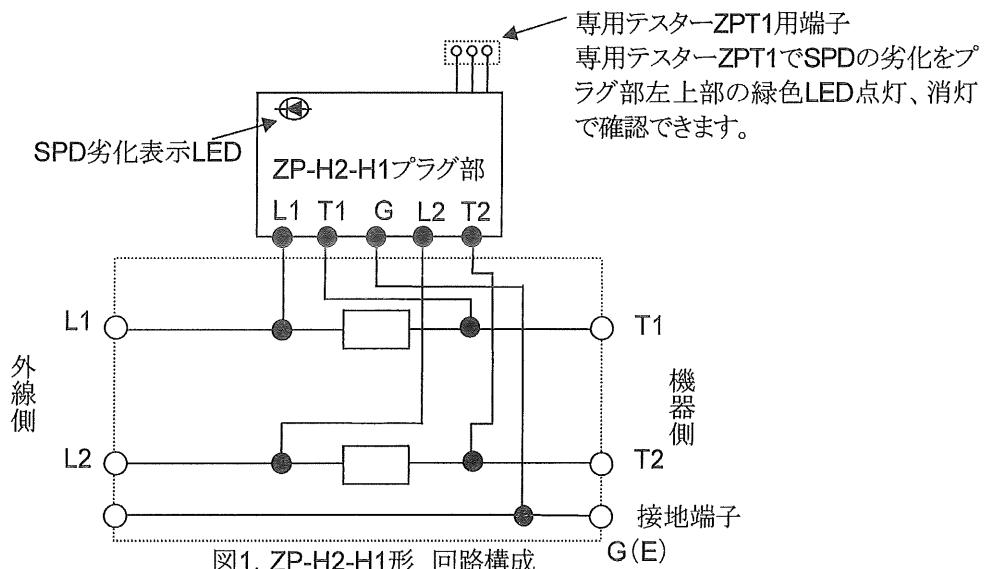 専用テスターZPT1用端子
専用テスターZPT1でSPDの劣化をプ
ラグ部左上部の緑色LED点灯、消灯
で確認できます。
SPD劣化表示LED
ZP-H2-H1プラグ部
L1 T1 G L2 T2
L1
T1
外線側
機器側
L2
T2
接地端子
G(E)
図1. ZP-H2-H1形 回路構成